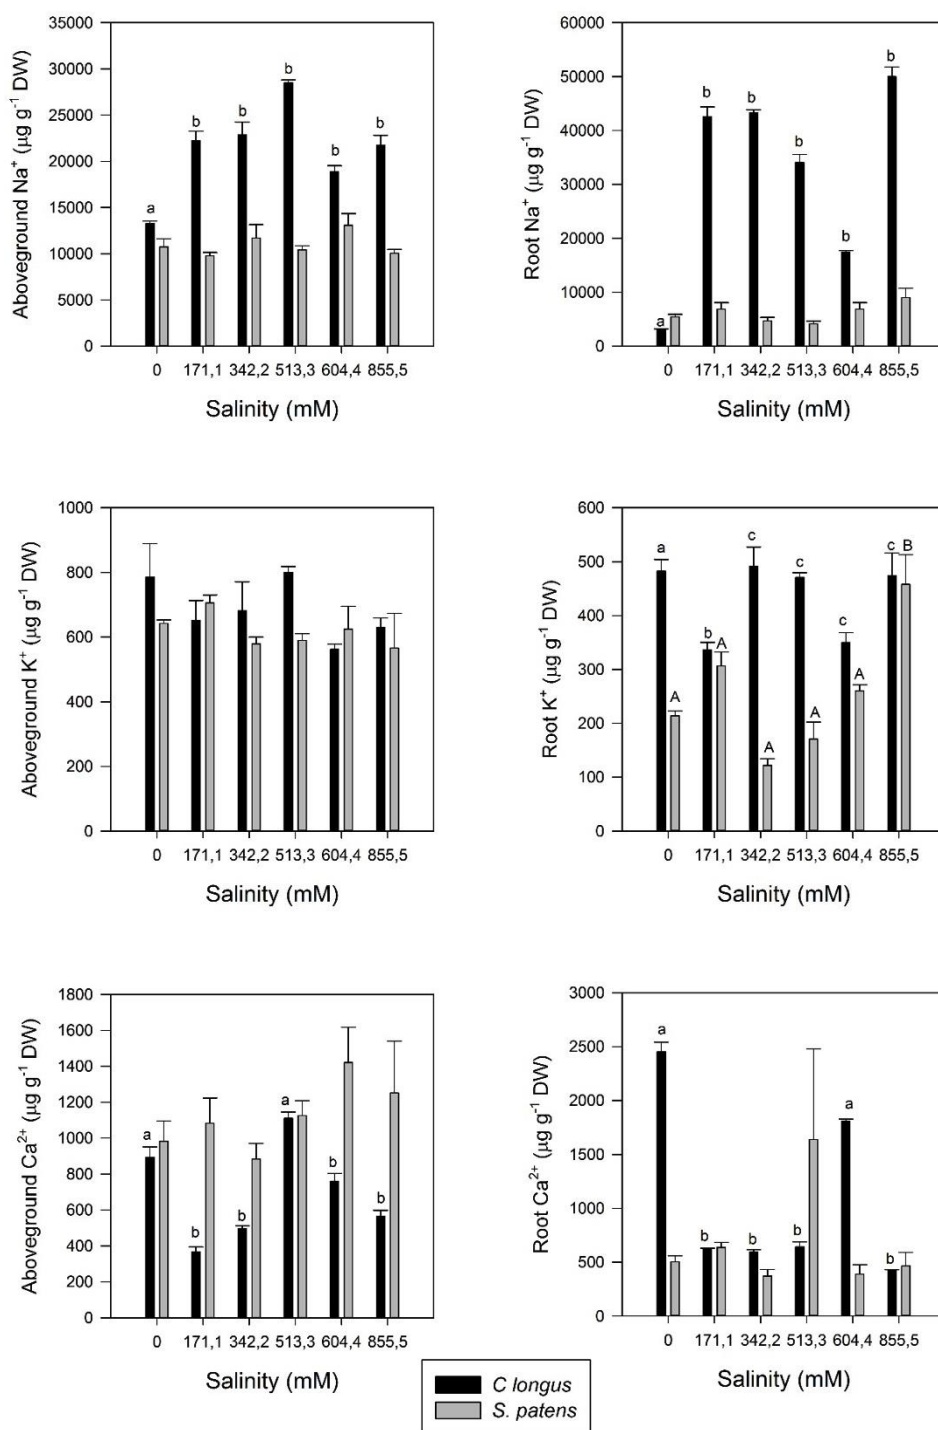 Aboveground Na⁺ (µg g⁻¹ DW)
35000
30000
25000
20000
15000
10000
5000
0
a
b
b
b
b
b
0 171,1 342,2 513,3 604,4 855,5
Salinity (mM)
Root Na⁺ (µg g⁻¹ DW)
60000
50000
40000
30000
20000
10000
0
a
b
b
b
b
b
0 171,1 342,2 513,3 604,4 855,5
Salinity (mM)
Aboveground K⁺ (µg g⁻¹ DW)
1000
800
600
400
200
0
0 171,1 342,2 513,3 604,4 855,5
Salinity (mM)
Root K⁺ (µg g⁻¹ DW)
600
500
400
300
200
100
0
a
A
b A
c
A
c
A
c
A
c B
0 171,1 342,2 513,3 604,4 855,5
Salinity (mM)
Aboveground Ca²⁺ (µg g⁻¹ DW)
1800
1600
1400
1200
1000
800
600
400
200
0
a
b
b
a
b
b
0 171,1 342,2 513,3 604,4 855,5
Salinity (mM)
Root Ca²⁺ (µg g⁻¹ DW)
3000
2500
2000
1500
1000
500
0
a
b
b
b
a
b
0 171,1 342,2 513,3 604,4 855,5
Salinity (mM)
C longus
S. patens